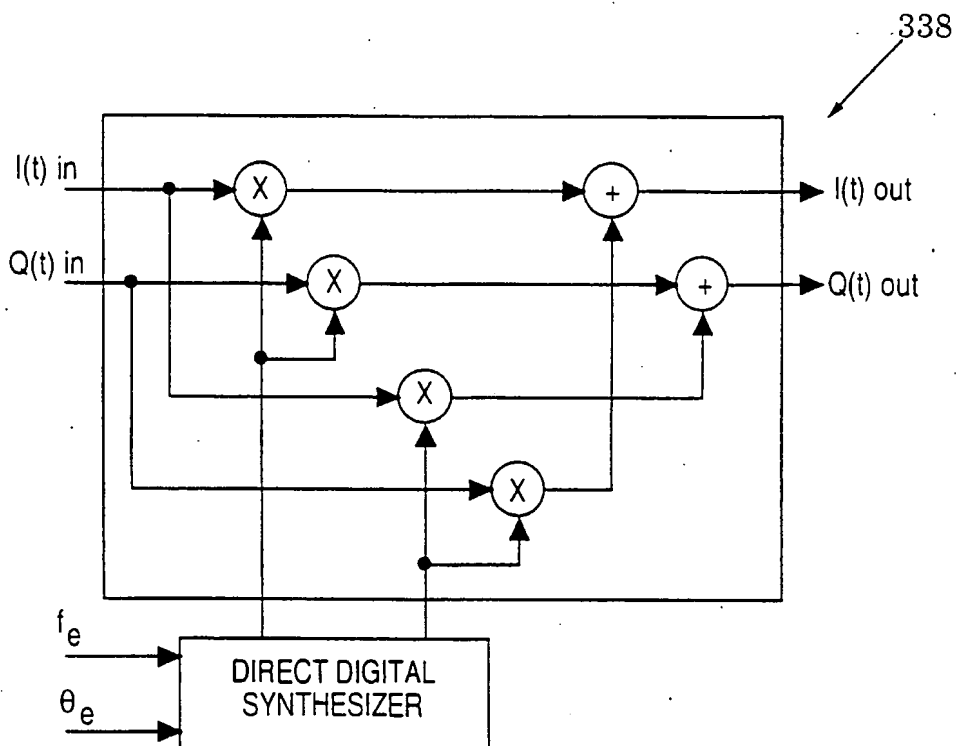 338
I(t) in
X
+
I(t) out
Q(t) in
X
+
Q(t) out
X
X
f_e
DIRECT DIGITAL
SYNTHESIZER
θ_e